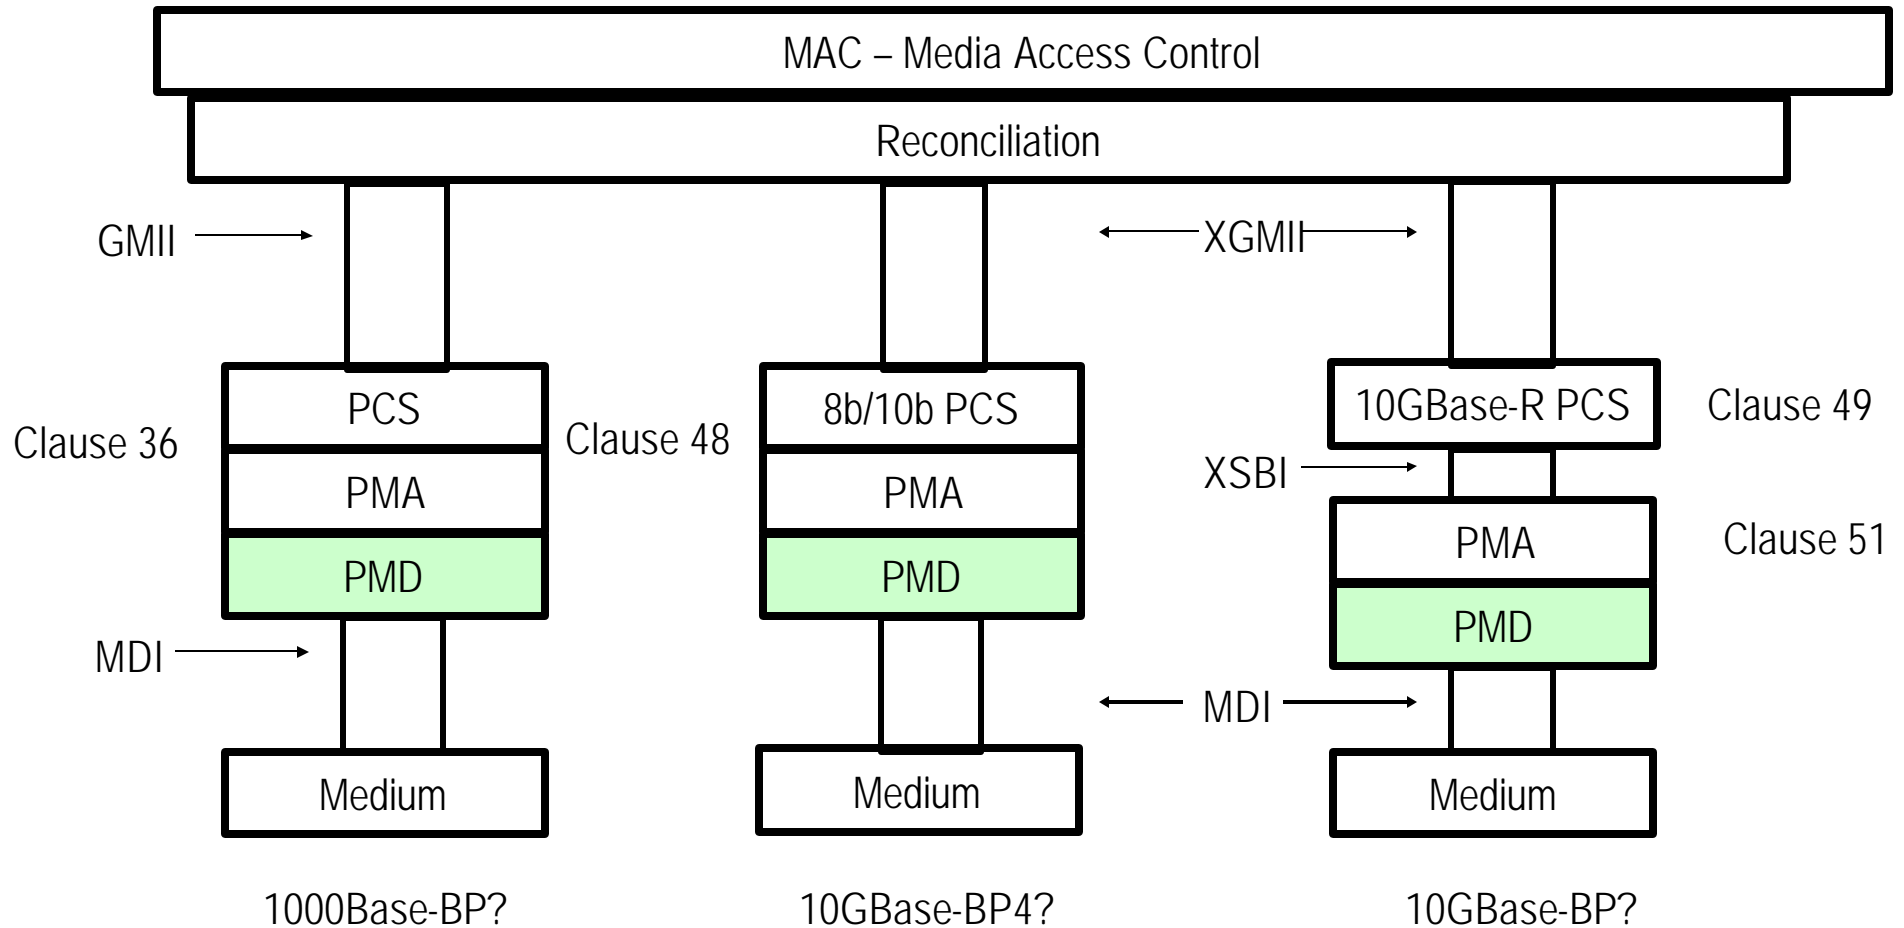 MAC – Media Access Control
Reconciliation
GMII
XGMII
PCS
8b/10b PCS
10GBase-R PCS
Clause 49
Clause 36
Clause 48
XSBI
PMA
PMA
PMA
Clause 51
PMD
PMD
PMD
MDI
MDI
Medium
Medium
Medium
1000Base-BP?
10GBase-BP4?
10GBase-BP?